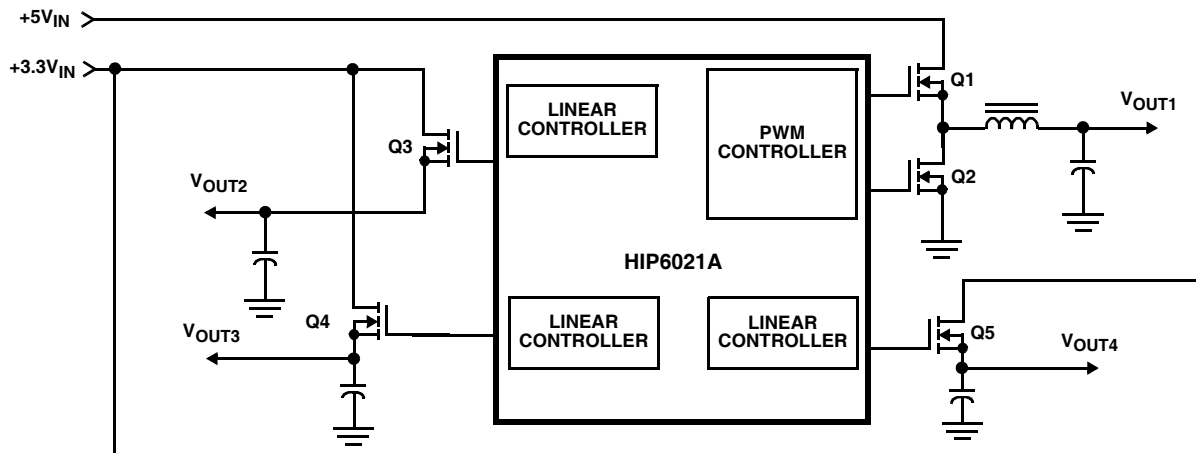 +5VIN
+3.3VIN
LINEAR
CONTROLLER
PWM
CONTROLLER
Q1
VOUT1
Q3
Q2
VOUT2
HIP6021A
Q4
VOUT3
LINEAR
CONTROLLER
LINEAR
CONTROLLER
Q5
VOUT4